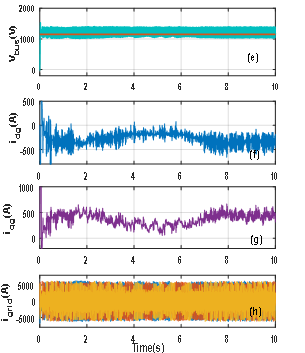 2000
1000
0
V_bus(V)
(e)
0 2 4 6 8 10
500
0
-500
i_dg(A)
(f)
0 2 4 6 8 10
1000
500
0
i_qg(A)
(g)
0 2 4 6 8 10
5000
0
-5000
i_grid(A)
(h)
0 2 4 6 8 10
Time(s)